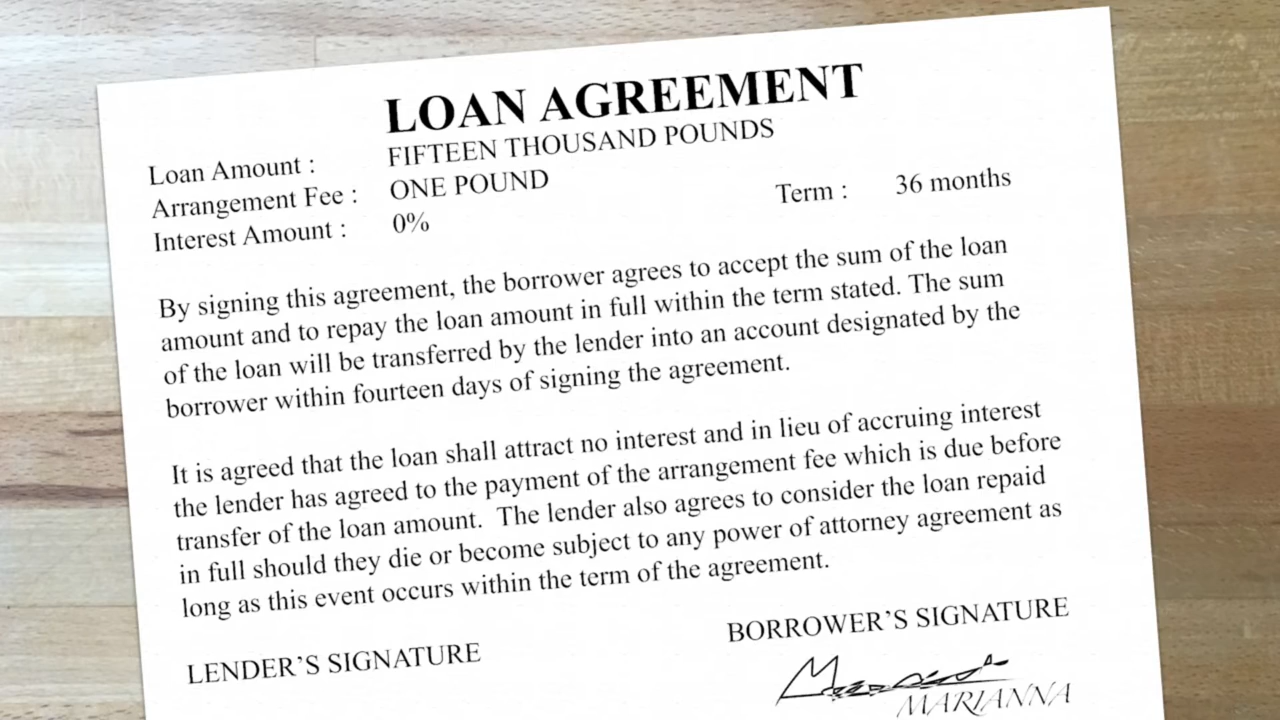 LOAN AGREEMENT
Loan Amount : FIFTEEN THOUSAND POUNDS
Arrangement Fee : ONE POUND Term : 36 months
Interest Amount : 0%
By signing this agreement, the borrower agrees to accept the sum of the loan
amount and to repay the loan amount in full within the term stated. The sum
of the loan will be transferred by the lender into an account designated by the
borrower within fourteen days of signing the agreement.
It is agreed that the loan shall attract no interest and in lieu of accruing interest
the lender has agreed to the payment of the arrangement fee which is due before
transfer of the loan amount. The lender also agrees to consider the loan repaid
in full should they die or become subject to any power of attorney agreement as
long as this event occurs within the term of the agreement.
LENDER'S SIGNATURE BORROWER'S SIGNATURE
MARIANNA